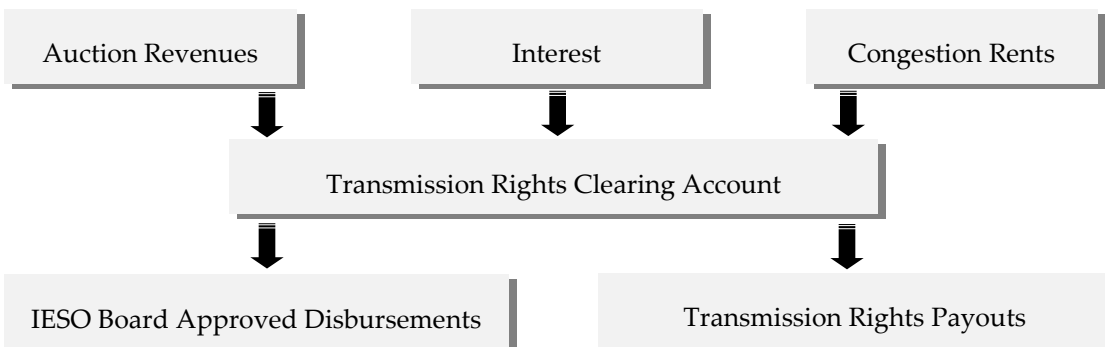 Auction Revenues
Interest
Congestion Rents
Transmission Rights Clearing Account
IESO Board Approved Disbursements
Transmission Rights Payouts